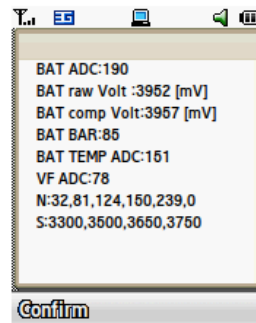 BAT ADC:190
BAT raw Volt :3952 [mV]
BAT comp Volt:3957 [mV]
BAT BAR:85
BAT TEMP ADC:151
VF ADC:78
N:32,81,124,150,239,0
S:3300,3500,3650,3750
Confirm